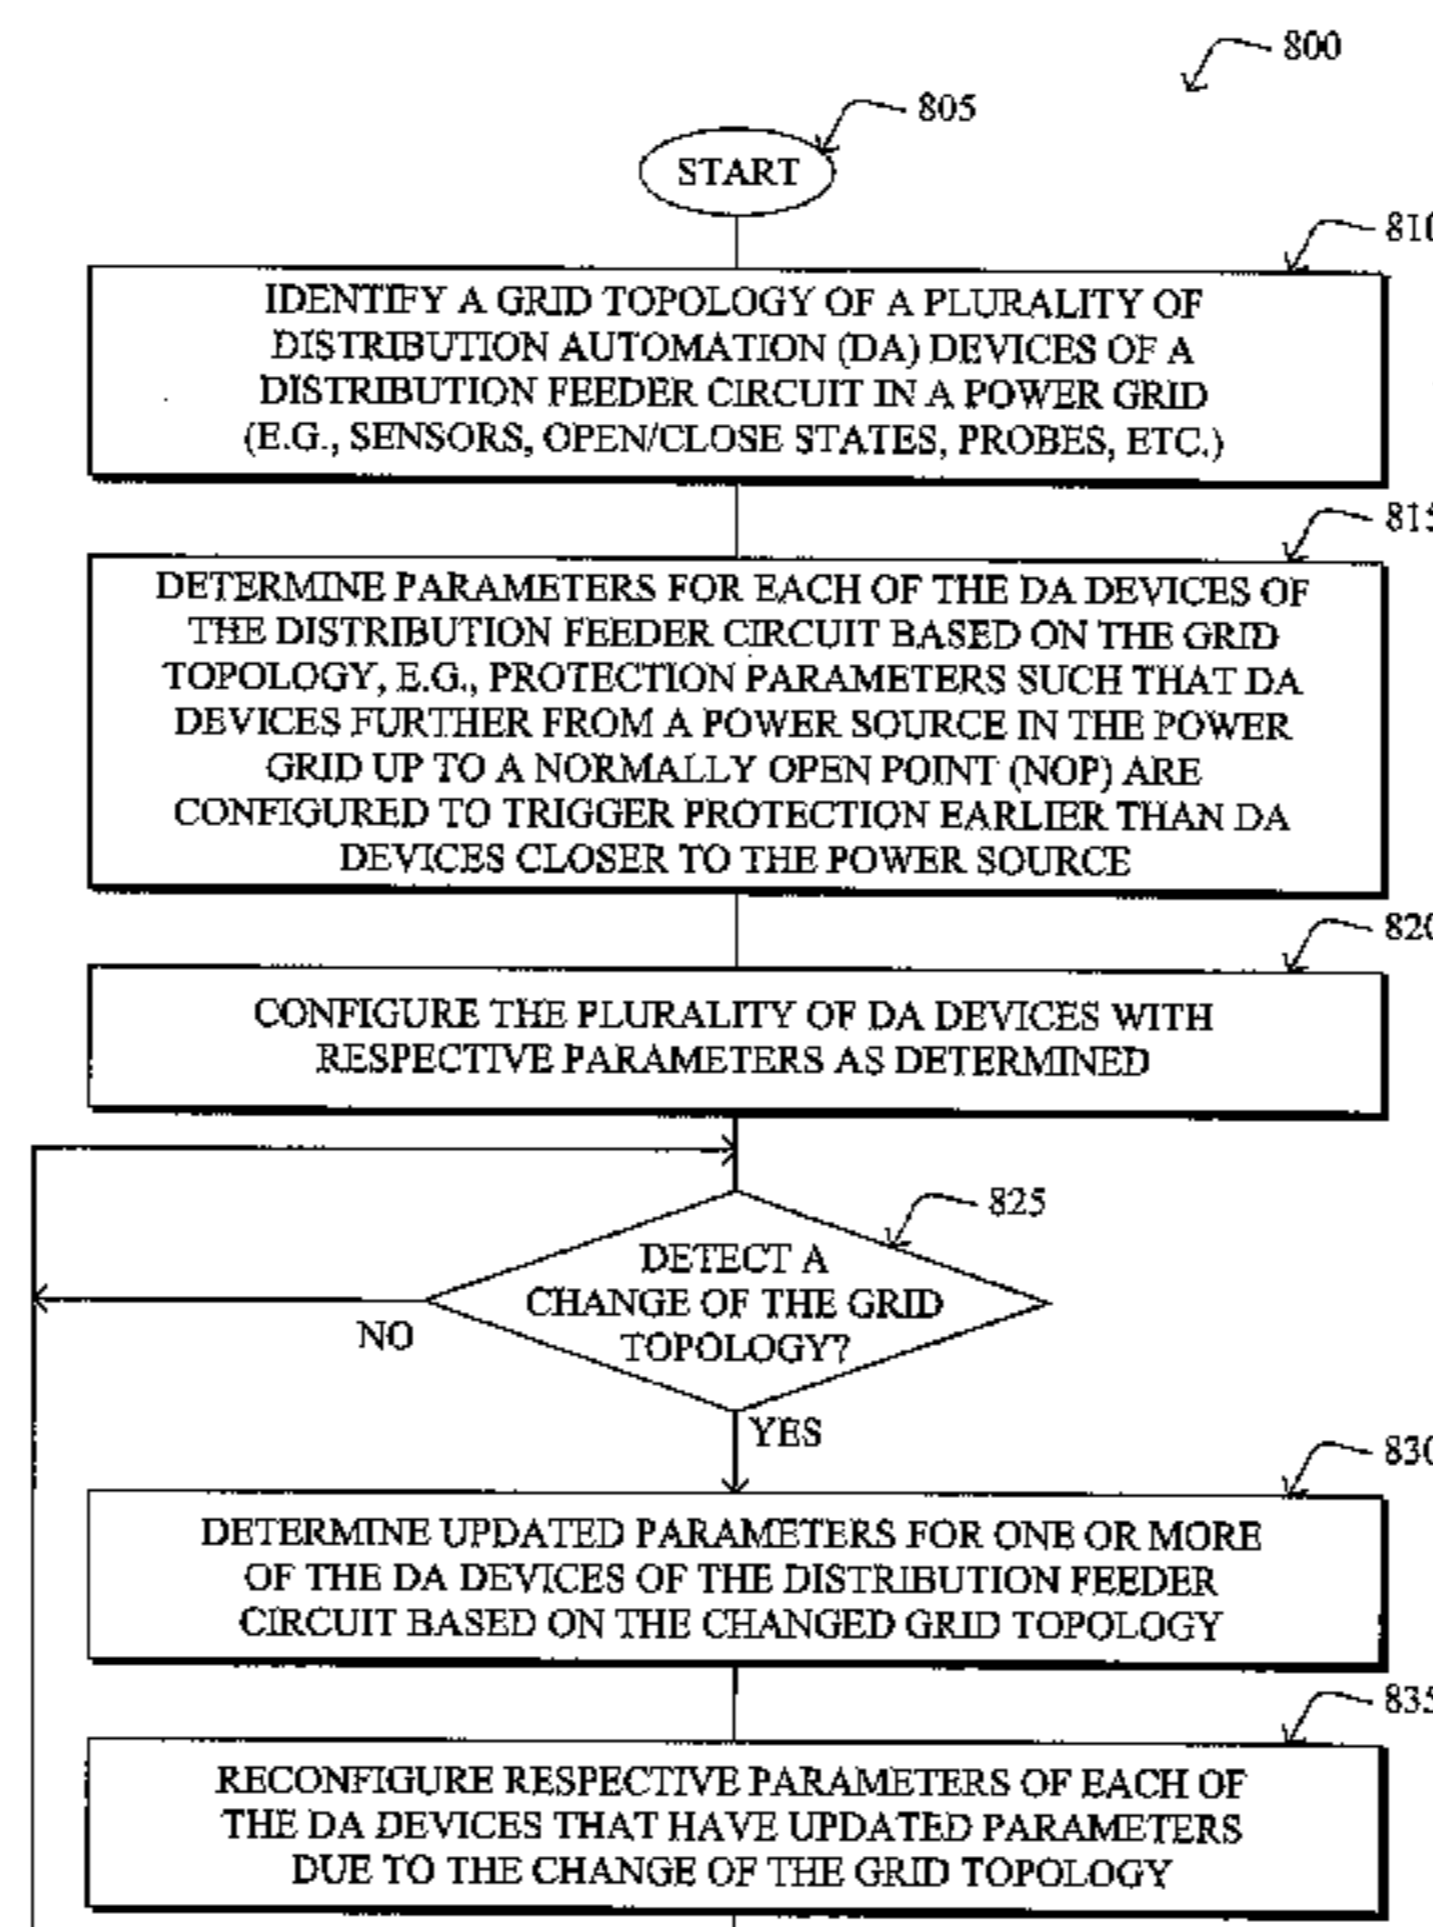 800
805
START
810
IDENTIFY A GRID TOPOLOGY OF A PLURALITY OF
DISTRIBUTION AUTOMATION (DA) DEVICES OF A
DISTRIBUTION FEEDER CIRCUIT IN A POWER GRID
(E.G., SENSORS, OPEN/CLOSE STATES, PROBES, ETC.)
815
DETERMINE PARAMETERS FOR EACH OF THE DA DEVICES OF
THE DISTRIBUTION FEEDER CIRCUIT BASED ON THE GRID
TOPOLOGY, E.G., PROTECTION PARAMETERS SUCH THAT DA
DEVICES FURTHER FROM A POWER SOURCE IN THE POWER
GRID UP TO A NORMALLY OPEN POINT (NOP) ARE
CONFIGURED TO TRIGGER PROTECTION EARLIER THAN DA
DEVICES CLOSER TO THE POWER SOURCE
820
CONFIGURE THE PLURALITY OF DA DEVICES WITH
RESPECTIVE PARAMETERS AS DETERMINED
825
DETECT A
CHANGE OF THE GRID
TOPOLOGY?
NO
YES
830
DETERMINE UPDATED PARAMETERS FOR ONE OR MORE
OF THE DA DEVICES OF THE DISTRIBUTION FEEDER
CIRCUIT BASED ON THE CHANGED GRID TOPOLOGY
835
RECONFIGURE RESPECTIVE PARAMETERS OF EACH OF
THE DA DEVICES THAT HAVE UPDATED PARAMETERS
DUE TO THE CHANGE OF THE GRID TOPOLOGY